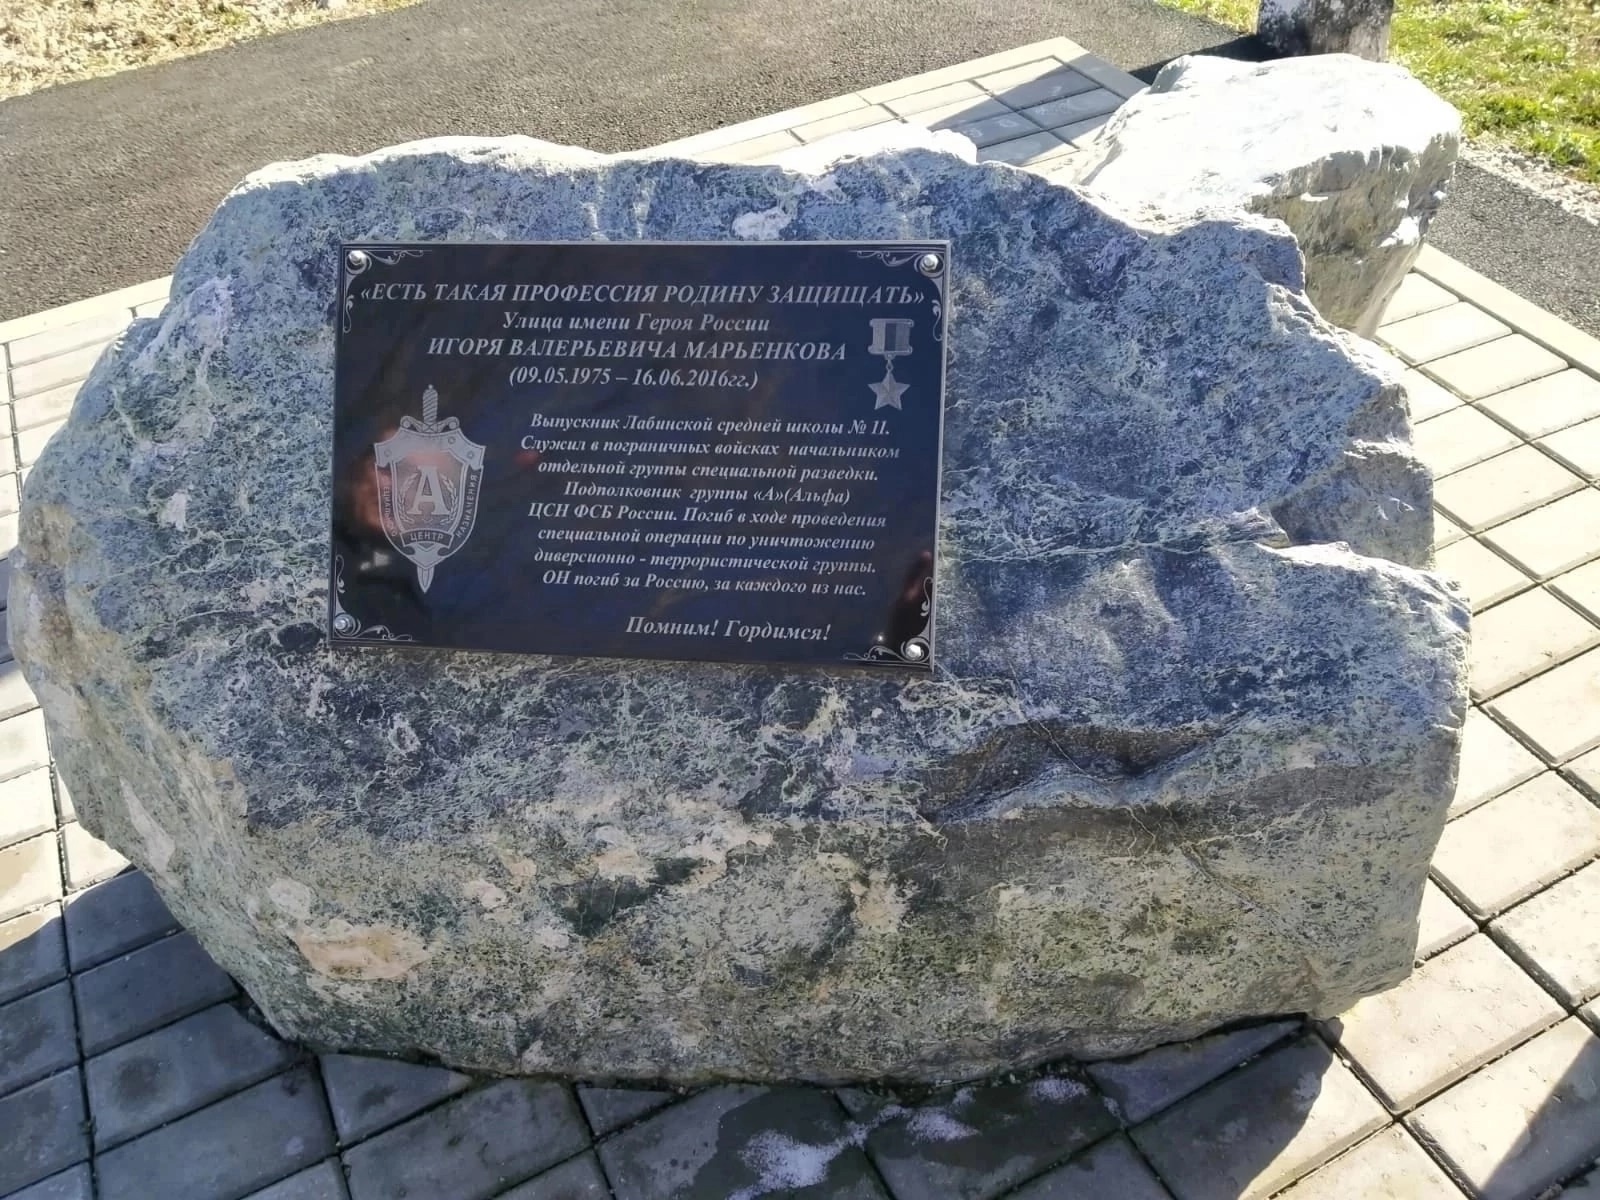 «ЕСТЬ ТАКАЯ ПРОФЕССИЯ РОДИНУ ЗАЩИЩАТЬ»
Улица имени Героя России
ИГОРЯ ВАЛЕРЬЕВИЧА МАРЬЕНКОВА
(09.05.1975 – 16.06.2016гг.)
Выпускник Лабинской средней школы № 11.
Служил в пограничных войсках начальником
отдельной группы специальной разведки.
Подполковник группы «А»(Альфа)
ЦСН ФСБ России. Погиб в ходе проведения
специальной операции по уничтожению
диверсионно - террористической группы.
ОН погиб за Россию, за каждого из нас.
Помним! Гордимся!
А
НАЗНАЧЕНИЯ
ЦЕНТР